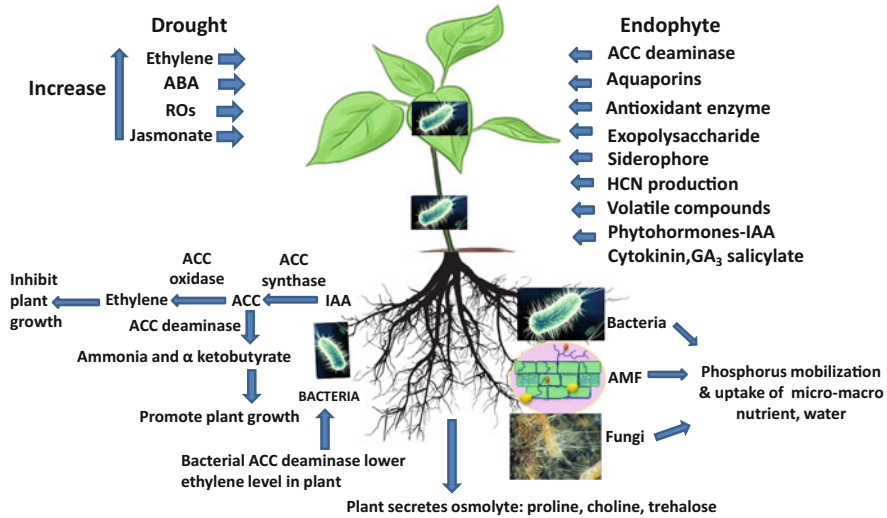 Drought
Increase
Ethylene
ABA
ROs
Jasmonate
Endophyte
ACC deaminase
Aquaporins
Antioxidant enzyme
Exopolysaccharide
Siderophore
HCN production
Volatile compounds
Phytohormones-IAA
Cytokinin,GA₃ salicylate
Inhibit
plant
growth
Ethylene
ACC
oxidase
ACC
ACC
synthase
IAA
ACC deaminase
Ammonia and α ketobutyrate
Promote plant growth
BACTERIA
Bacterial ACC deaminase lower
ethylene level in plant
Bacteria
AMF
Fungi
Phosphorus mobilization
& uptake of micro-macro
nutrient, water
Plant secretes osmolyte: proline, choline, trehalose